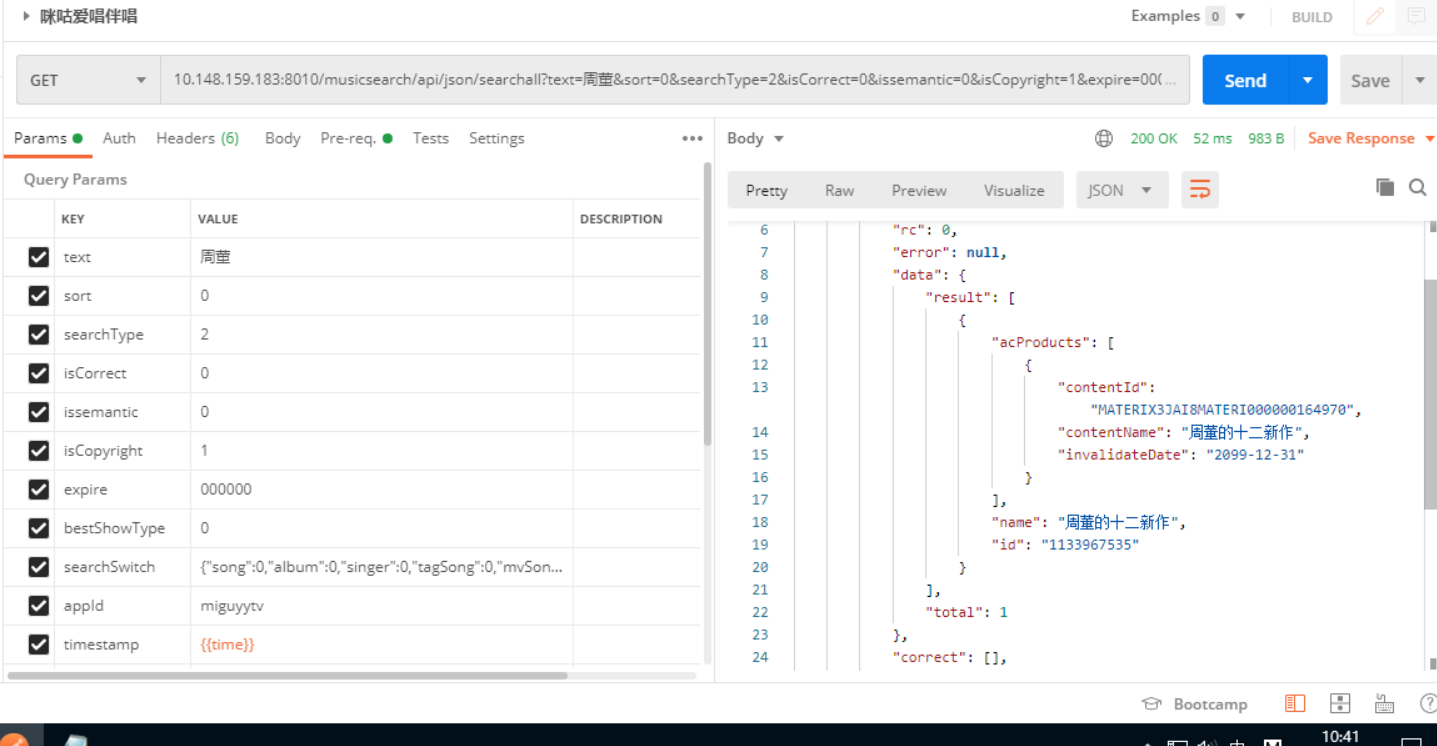 咪咕爱唱伴唱
Examples 0 BUILD
GET 10.148.159.183:8010/musicsearch/api/json/searchall?text=周董&sort=0&searchType=2&isCorrect=0&issemantic=0&isCopyright=1&expire=00(... Send Save
Params Auth Headers (6) Body Pre-req. Tests Settings
Query Params
KEY VALUE DESCRIPTION
text 周董
sort 0
searchType 2
isCorrect 0
issemantic 0
isCopyright 1
expire 000000
bestShowType 0
searchSwitch {"song":0,"album":0,"singer":0,"tagSong":0,"mvSon...
appId miguyytv
timestamp {{time}}
Body 200 OK 52 ms 983 B Save Response
Pretty Raw Preview Visualize JSON
6 "rc": 0,
7 "error": null,
8 "data": {
9 "result": [
10 {
11 "acProducts": [
12 {
13 "contentId":
"MATERIX3JAI8MATERI000000164970",
14 "contentName": "周董的十二新作",
15 "invalidateDate": "2099-12-31"
16 }
17 ],
18 "name": "周董的十二新作",
19 "id": "1133967535"
20 }
21 ],
22 "total": 1
23 },
24 "correct": [],
Bootcamp
10:41